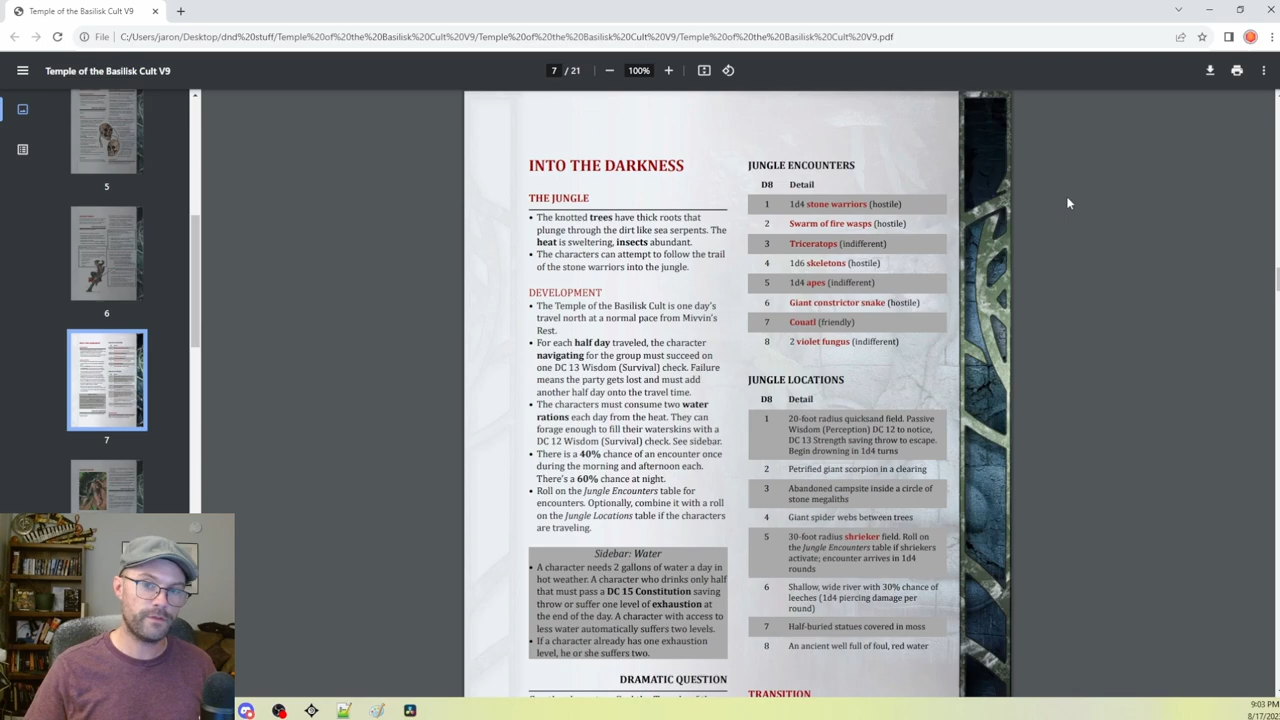 Temple of the Basilisk Cult V9
File
C:/Users/jaron/Desktop/dnd%20stuff/Temple%20of%20the%20Basilisk%20Cult%20V9/Temple%20of%20the%20Basilisk%20Cult%20V9/Temple%20of%20the%20Basilisk%20Cult%20V9.pdf
Temple of the Basilisk Cult V9
7 / 21
100%
5
6
7
INTO THE DARKNESS
THE JUNGLE
• The knotted trees have thick roots that
plunge through the dirt like sea serpents. The
heat is sweltering, insects abundant.
• The characters can attempt to follow the trail
of the stone warriors into the jungle.
DEVELOPMENT
• The Temple of the Basilisk Cult is one day's
travel north at a normal pace from Mivvin's
Rest.
• For each half day traveled, the character
navigating for the group must succeed on
one DC 13 Wisdom (Survival) check. Failure
means the party gets lost and must add
another half day onto the travel time.
• The characters must consume two water
rations each day from the heat. They can
forage enough to fill their waterskins with a
DC 12 Wisdom (Survival) check. See sidebar.
• There is a 40% chance of an encounter once
during the morning and afternoon each.
There's a 60% chance at night.
• Roll on the Jungle Encounters table for
encounters. Optionally, combine it with a roll
on the Jungle Locations table if the characters
are traveling.
Sidebar: Water
• A character needs 2 gallons of water a day in
hot weather. A character who drinks only half
that must pass a DC 15 Constitution saving
throw or suffer one level of exhaustion at
the end of the day. A character with access to
less water automatically suffers two levels.
• If a character already has one exhaustion
level, he or she suffers two.
DRAMATIC QUESTION
JUNGLE ENCOUNTERS
D8 Detail
1 1d4 stone warriors (hostile)
2 Swarm of fire wasps (hostile)
3 Triceratops (indifferent)
4 1d6 skeletons (hostile)
5 1d4 apes (indifferent)
6 Giant constrictor snake (hostile)
7 Couatl (friendly)
8 2 violet fungus (indifferent)
JUNGLE LOCATIONS
D8 Detail
1 20-foot radius quicksand field. Passive
Wisdom (Perception) DC 12 to notice,
DC 13 Strength saving throw to escape.
Begin drowning in 1d4 turns
2 Petrified giant scorpion in a clearing
3 Abandoned campsite inside a circle of
stone megaliths
4 Giant spider webs between trees
5 30-foot radius shrieker field. Roll on
the Jungle Encounters table if shriekers
activate; encounter arrives in 1d4
rounds
6 Shallow, wide river with 30% chance of
leeches (1d4 piercing damage per
round)
7 Half-buried statues covered in moss
8 An ancient well full of foul, red water
TRANSITION
9:03 PM